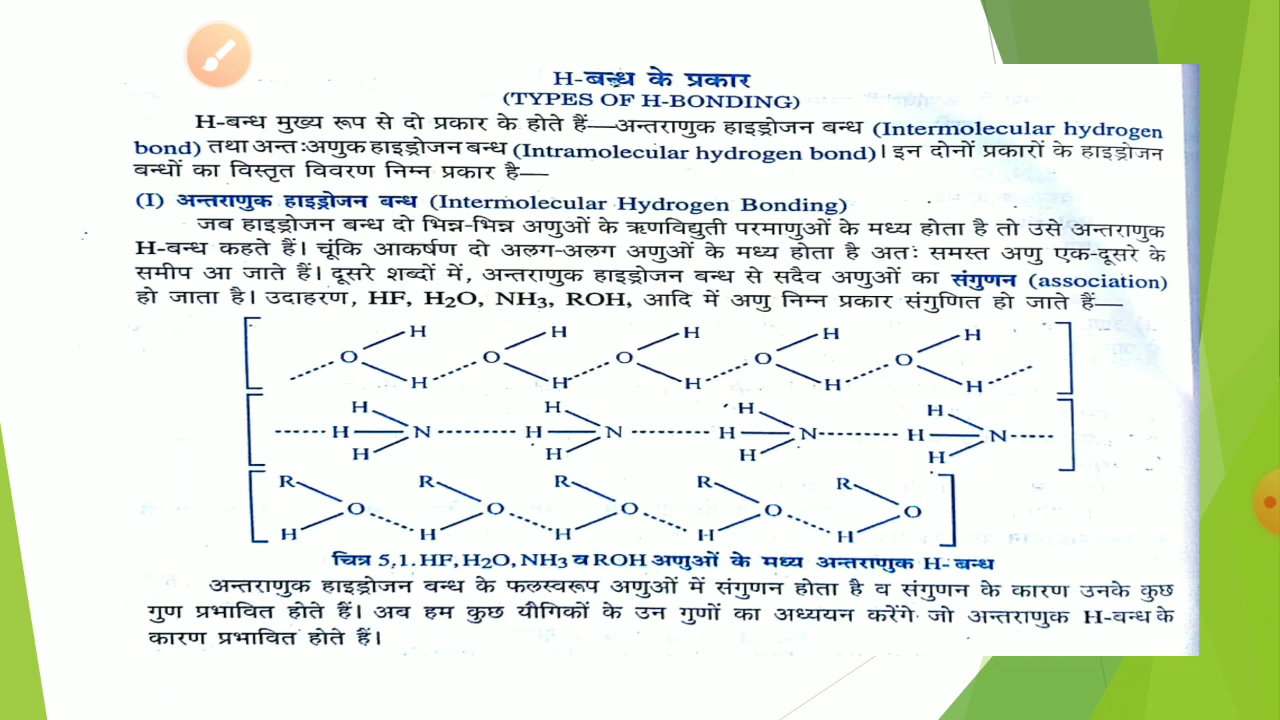 H-बन्ध के प्रकार
(TYPES OF H-BONDING)
H-बन्ध मुख्य रूप से दो प्रकार के होते हैं—अन्तराणुक हाइड्रोजन बन्ध (Intermolecular hydrogen
bond) तथा अन्त:अणुक हाइड्रोजन बन्ध (Intramolecular hydrogen bond)। इन दोनों प्रकारों के हाइड्रोजन
बन्धों का विस्तृत विवरण निम्न प्रकार है—
(I) अन्तराणुक हाइड्रोजन बन्ध (Intermolecular Hydrogen Bonding)
जब हाइड्रोजन बन्ध दो भिन्न-भिन्न अणुओं के ऋणविद्युती परमाणुओं के मध्य होता है तो उसे अन्तराणुक
H-बन्ध कहते हैं। चूंकि आकर्षण दो अलग-अलग अणुओं के मध्य होता है अतः समस्त अणु एक-दूसरे के
समीप आ जाते हैं। दूसरे शब्दों में, अन्तराणुक हाइड्रोजन बन्ध से सदैव अणुओं का संगुणन (association)
हो जाता है। उदाहरण, HF, H₂O, NH₃, ROH, आदि में अणु निम्न प्रकार संगुणित हो जाते हैं—
H H H H H
O O O O O
H H H H H
H H H H
H N H N H N H N
H H H H
R R R R R
O O O O O
H H H H H
चित्र 5.1. HF, H₂O, NH₃ व ROH अणुओं के मध्य अन्तराणुक H-बन्ध
अन्तराणुक हाइड्रोजन बन्ध के फलस्वरूप अणुओं में संगुणन होता है व संगुणन के कारण उनके कुछ
गुण प्रभावित होते हैं। अब हम कुछ यौगिकों के उन गुणों का अध्ययन करेंगे जो अन्तराणुक H-बन्ध के
कारण प्रभावित होते हैं।